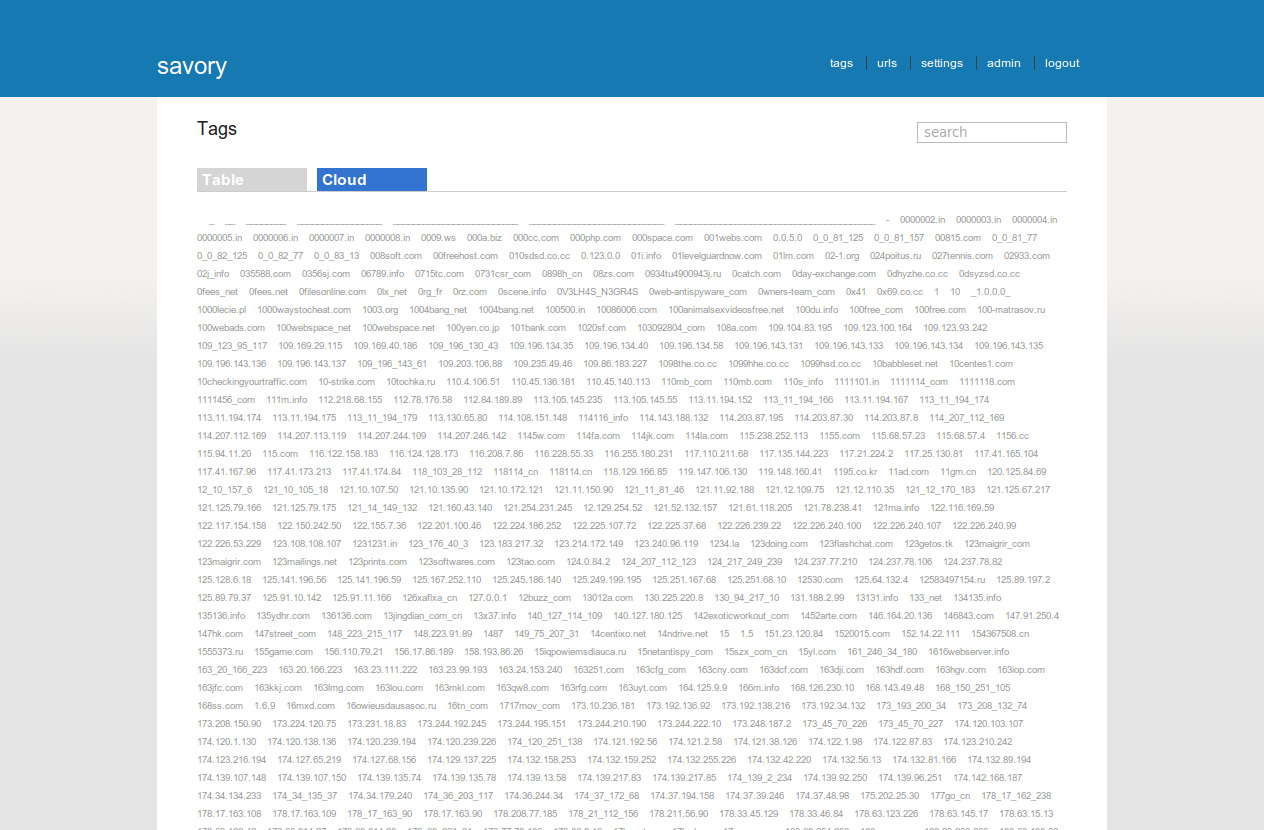 savory
tags urls settings admin logout
Tags
search
Table Cloud
_ __ ________ _________________ _________________________ ___________________________ ________________________________________ - 0000002.in 0000003.in 0000004.in
0000005.in 0000006.in 0000007.in 0000008.in 0009.ws 000a.biz 000cc.com 000php.com 000space.com 001webs.com 0.0.5.0 0_0_81_125 0_0_81_157 00815.com 0_0_81_77
0_0_82_125 0_0_82_77 0_0_83_13 008soft.com 00freehost.com 010sdsd.co.cc 0.123.0.0 01i.info 01levelguardnow.com 01lm.com 02-1.org 024poitus.ru 027tennis.com 02933.com
02j_info 035588.com 0356sj.com 06789.info 0715tc.com 0731csr_com 0898h_cn 08zs.com 0934tu4900943j.ru 0catch.com 0day-exchange.com 0dhyzhe.co.cc 0dsyzsd.co.cc
0fees_net 0fees.net 0filesonline.com 0lx_net 0rg_fr 0rz.com 0scene.info 0V3LH4S_N3GR4S 0web-antispyware_com 0wners-team_com 0x41 0x69.co.cc 1 10 _1.0.0.0_
1000lecie.pl 1000waystocheat.com 1003.org 1004bang_net 1004bang.net 100500.in 10086006.com 100animalsexvideosfree.net 100du.info 100free_com 100free.com 100-matrasov.ru
100webads.com 100webspace_net 100webspace.net 100yen.co.jp 101bank.com 1020sf.com 103092804_com 108a.com 109.104.83.195 109.123.100.164 109.123.93.242
109_123_95_117 109.169.29.115 109.169.40.186 109_196_130_43 109.196.134.35 109.196.134.40 109.196.134.58 109.196.143.131 109.196.143.133 109.196.143.134 109.196.143.135
109.196.143.136 109.196.143.137 109_196_143_61 109.203.106.88 109.235.49.46 109.86.183.227 1098the.co.cc 1099hhe.co.cc 1099hsd.co.cc 10babbleset.net 10centes1.com
10checkingyourtraffic.com 10-strike.com 10tochka.ru 110.4.106.51 110.45.136.181 110.45.140.113 110mb_com 110mb.com 110s_info 1111101.in 1111114_com 1111118.com
1111456_com 111m.info 112.218.68.155 112.78.176.58 112.84.189.89 113.105.145.235 113.105.145.55 113.11.194.152 113_11_194_166 113.11.194.167 113_11_194_174
113.11.194.174 113.11.194.175 113_11_194_179 113.130.65.80 114.108.151.148 114116_info 114.143.188.132 114.203.87.195 114.203.87.30 114.203.87.8 114_207_112_169
114.207.112.169 114.207.113.119 114.207.244.109 114.207.246.142 1145w.com 114fa.com 114jk.com 114la.com 115.238.252.113 1155.com 115.68.57.23 115.68.57.4 1156.cc
115.94.11.20 115.com 116.122.158.183 116.124.128.173 116.208.7.86 116.228.55.33 116.255.180.231 117.110.211.68 117.135.144.223 117.21.224.2 117.25.130.81 117.41.165.104
117.41.167.96 117.41.173.213 117.41.174.84 118_103_28_112 118114_cn 118114.cn 118.129.166.85 119.147.106.130 119.148.160.41 1195.co.kr 11ad.com 11gm.cn 120.125.84.69
12_10_157_6 121_10_105_18 121.10.107.50 121.10.135.90 121.10.172.121 121.11.150.90 121_11_81_46 121.11.92.188 121.12.109.75 121.12.110.35 121_12_170_183 121.125.67.217
121.125.79.166 121.125.79.175 121_14_149_132 121.160.43.140 121.254.231.245 12.129.254.52 121.52.132.157 121.61.118.205 121.78.238.41 121ma.info 122.116.169.59
122.117.154.158 122.150.242.50 122.155.7.36 122.201.100.46 122.224.186.252 122.225.107.72 122.225.37.68 122.226.239.22 122.226.240.100 122.226.240.107 122.226.240.99
122.226.53.229 123.108.108.107 1231231.in 123_176_40_3 123.183.217.32 123.214.172.149 123.240.96.119 1234.la 123doing.com 123flashchat.com 123getos.tk 123maigrir_com
123maigrir.com 123mailings.net 123prints.com 123softwares.com 123tao.com 124.0.84.2 124_207_112_123 124_217_249_239 124.237.77.210 124.237.78.106 124.237.78.82
125.128.6.18 125.141.196.56 125.141.196.59 125.167.252.110 125.245.186.140 125.249.199.195 125.251.167.68 125.251.68.10 12530.com 125.64.132.4 12583497154.ru 125.89.197.2
125.89.79.37 125.91.10.142 125.91.11.166 126xaflxa_cn 127.0.0.1 12buzz_com 13012a.com 130.225.220.8 130_94_217_10 131.188.2.99 13131.info 133_net 134135.info
135136.info 135ydhr.com 136136.com 13jingdian_com_cn 13x37.info 140_127_114_109 140.127.180.125 142exoticworkout_com 1452arte.com 146.164.20.136 146843.com 147.91.250.4
147hk.com 147street_com 148_223_215_117 148.223.91.89 1487 149_75_207_31 14centixo.net 14ndrive.net 15 1.5 151.23.120.84 1520015.com 152.14.22.111 154367508.cn
1555373.ru 155game.com 156.110.79.21 156.17.86.189 158.193.86.26 15iqpowiemsdiauca.ru 15netantispy_com 15szx_com_cn 15yl.com 161_246_34_180 1616webserver.info
163_20_166_223 163.20.166.223 163.23.111.222 163.23.99.193 163.24.153.240 163251.com 163cfg_com 163cny.com 163dcf.com 163dji.com 163hdf.com 163hgv.com 163iop.com
163jfc.com 163kkj.com 163lmg.com 163lou.com 163mkl.com 163qw8.com 163rfg.com 163uyt.com 164.125.9.9 166m.info 168.126.230.10 168.143.49.48 168_150_251_105
168ss.com 1.6.9 16mxd.com 16owieusdausasoc.ru 16tn_com 1717mov_com 173.10.236.181 173.192.136.92 173.192.138.216 173.192.34.132 173_193_200_34 173_208_132_74
173.208.150.90 173.224.120.75 173.231.18.83 173.244.192.245 173.244.195.151 173.244.210.190 173.244.222.10 173.248.187.2 173_45_70_226 173_45_70_227 174.120.103.107
174.120.1.130 174.120.138.136 174.120.239.194 174.120.239.226 174_120_251_138 174.121.192.56 174.121.2.58 174.121.38.126 174.122.1.98 174.122.87.83 174.123.210.242
174.123.216.194 174.127.65.219 174.127.68.156 174.129.137.225 174.132.158.253 174.132.159.252 174.132.255.226 174.132.42.220 174.132.56.13 174.132.81.166 174.132.89.194
174.139.107.148 174.139.107.150 174.139.135.74 174.139.135.78 174.139.13.58 174.139.217.83 174.139.217.85 174_139_2_234 174.139.92.250 174.139.96.251 174.142.168.187
174.34.134.233 174_34_135_37 174.34.179.240 174_36_203_117 174.36.244.34 174_37_172_68 174.37.194.158 174.37.39.246 174.37.48.98 175.202.25.30 177go_cn 178_17_162_238
178.17.163.108 178.17.163.109 178_17_163_90 178.17.163.90 178.208.77.185 178_21_112_156 178.211.56.90 178.33.45.129 178.33.46.84 178.63.123.226 178.63.145.17 178.63.15.13